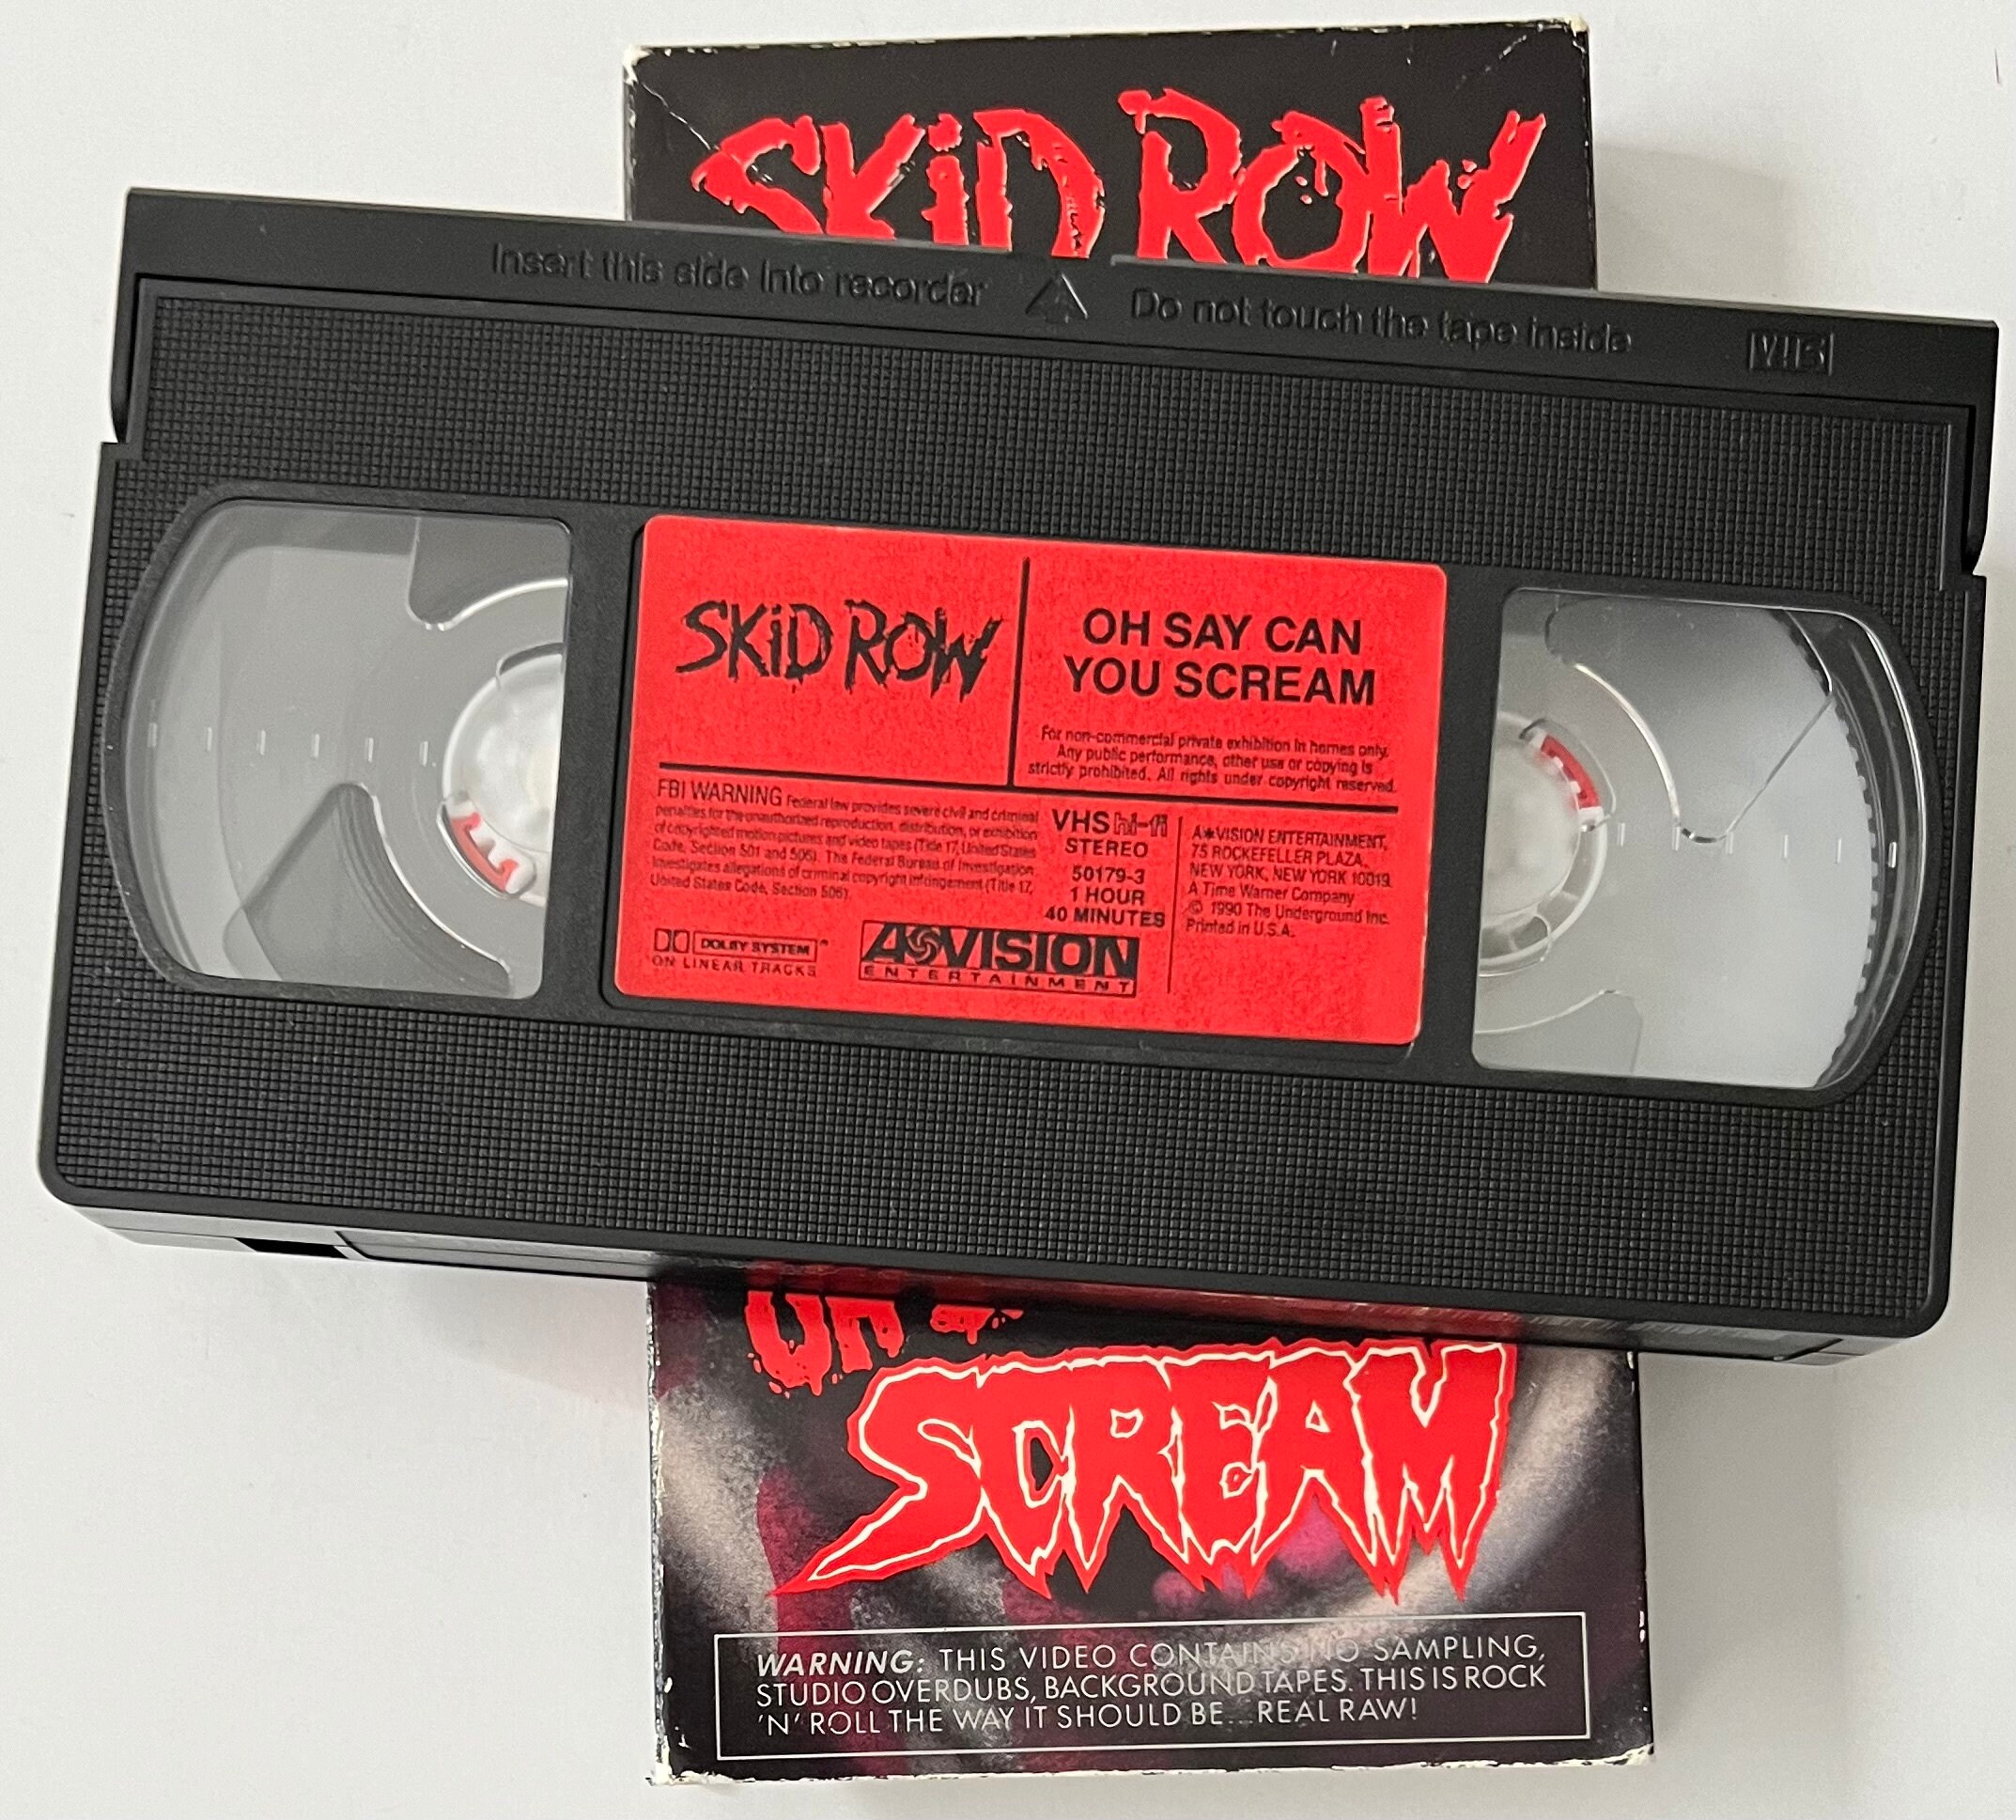 SKID ROW
Insert this side into recorder
Do not touch the tape inside
VHS
SKID ROW
OH SAY CAN
YOU SCREAM
For non-commercial private exhibition in homes only.
Any public performance, other use or copying is
strictly prohibited. All rights under copyright reserved.
FBI WARNING Federal law provides severe civil and criminal
penalties for the unauthorized reproduction, distribution, or exhibition
of copyrighted motion pictures and video tapes (Title 17, United States
Code, Section 501 and 506). The Federal Bureau of Investigation
investigates allegations of criminal copyright infringement (Title 17,
United States Code, Section 506).
DOLBY SYSTEM®
ON LINEAR TRACKS
VHS hi-fi
STEREO
50179-3
1 HOUR
40 MINUTES
A*VISION
ENTERTAINMENT
A*VISION ENTERTAINMENT,
75 ROCKEFELLER PLAZA,
NEW YORK, NEW YORK 10019
A Time Warner Company
© 1990 The Underground Inc.
Printed in U.S.A.
SCREAM
WARNING: THIS VIDEO CONTAINS NO SAMPLING,
STUDIO OVERDUBS, BACKGROUND TAPES. THIS IS ROCK
'N' ROLL THE WAY IT SHOULD BE...REAL RAW!